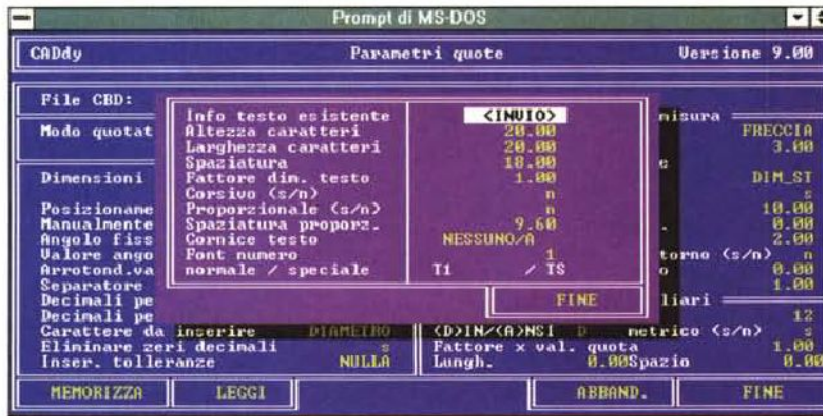 Prompt di MS-DOS
CADdy Parametri quote Versione 9.00
File CBD:
Info testo esistente <INVIO>
Altezza caratteri 20.00
Larghezza caratteri 20.00
Spaziatura 18.00
Fattore dim. testo 1.00
Corsivo (s/n) n
Proporzionale (s/n) n
Spaziatura proporz. 9.60
Cornice testo NESSUNO/A
Font numero 1
normale / speciale T1 / TS
FINE
misura
Modo quotat FRECCIA
3.00
e
Dimensioni DIM_ST
s
Posizioname 10.00
Manualmente 0.00
Angolo fiss 2.00
Valore ango torno (s/n) n
Arrotond.va o 0.00
Separatore 1.00
Decimali pe liari
Decimali pe 12
Carattere da inserire DIAMETRO <D>IN/<A>NSI D metrico (s/n) s
Eliminare zeri decimali s Fattore x val. quota 1.00
Inser. tolleranze NULLA Lungh. 0.00Spazio 0.00
MEMORIZZA LEGGI ABBAND. FINE